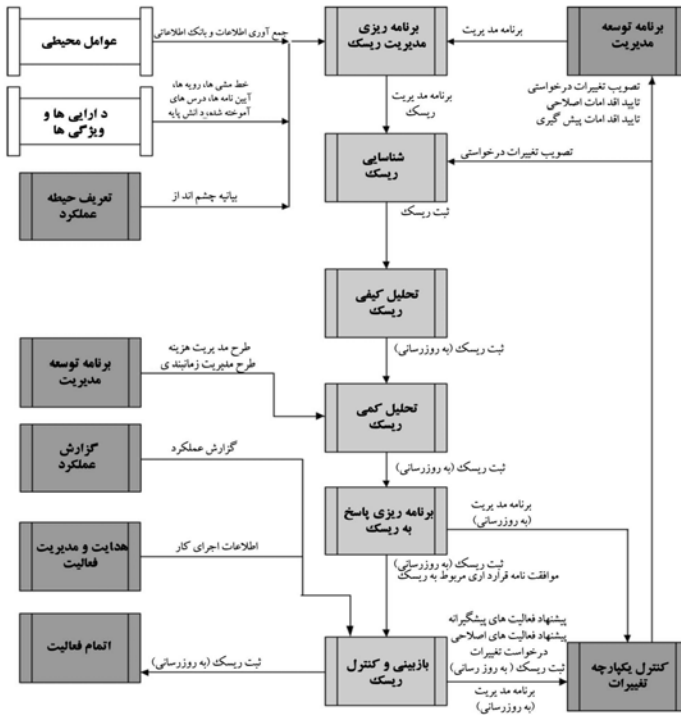 عوامل محیطی
جمع آوری اطلاعات و بانک اطلاعاتی
برنامه ریزی
مدیریت ریسک
برنامه مدیریت
برنامه توسعه
مدیریت
دارایی ها و
ویژگی ها
خط مشی ها، رویه ها،
آیین نامه ها، درس های
آموخته شده، دانش پایه
برنامه مدیریت
ریسک
تصویب تغییرات درخواستی
تایید اقدامات اصلاحی
تایید اقدامات پیش گیری
شناسایی
ریسک
تصویب تغییرات درخواستی
تعریف حیطه
عملکرد
بیانیه چشم انداز
ثبت ریسک
تحلیل کیفی
ریسک
ثبت ریسک (به روزرسانی)
برنامه توسعه
مدیریت
طرح مدیریت هزینه
طرح مدیریت زمانبندی
تحلیل کمی
ریسک
ثبت ریسک (به روزرسانی)
گزارش
عملکرد
گزارش عملکرد
برنامه ریزی پاسخ
به ریسک
برنامه مدیریت
(به روزرسانی)
ثبت ریسک (به روزرسانی)
موافقت نامه قراردادی مربوط به ریسک
هدایت و مدیریت
فعالیت
اطلاعات اجرای کار
اتمام فعالیت
ثبت ریسک (به روزرسانی)
بازبینی و کنترل
ریسک
پیشنهاد فعالیت های پیشگیرانه
پیشنهاد فعالیت های اصلاحی
درخواست تغییرات
ثبت ریسک (به روز رسانی)
برنامه مدیریت
(به روزرسانی)
کنترل یکپارچه
تغییرات